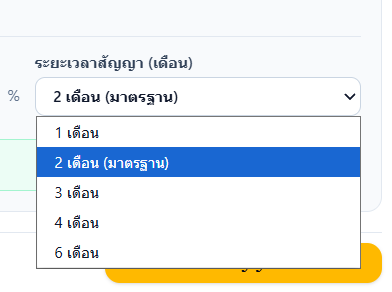 ระยะเวลาสัญญา (เดือน)
%
2 เดือน (มาตรฐาน)
1 เดือน
2 เดือน (มาตรฐาน)
3 เดือน
4 เดือน
6 เดือน